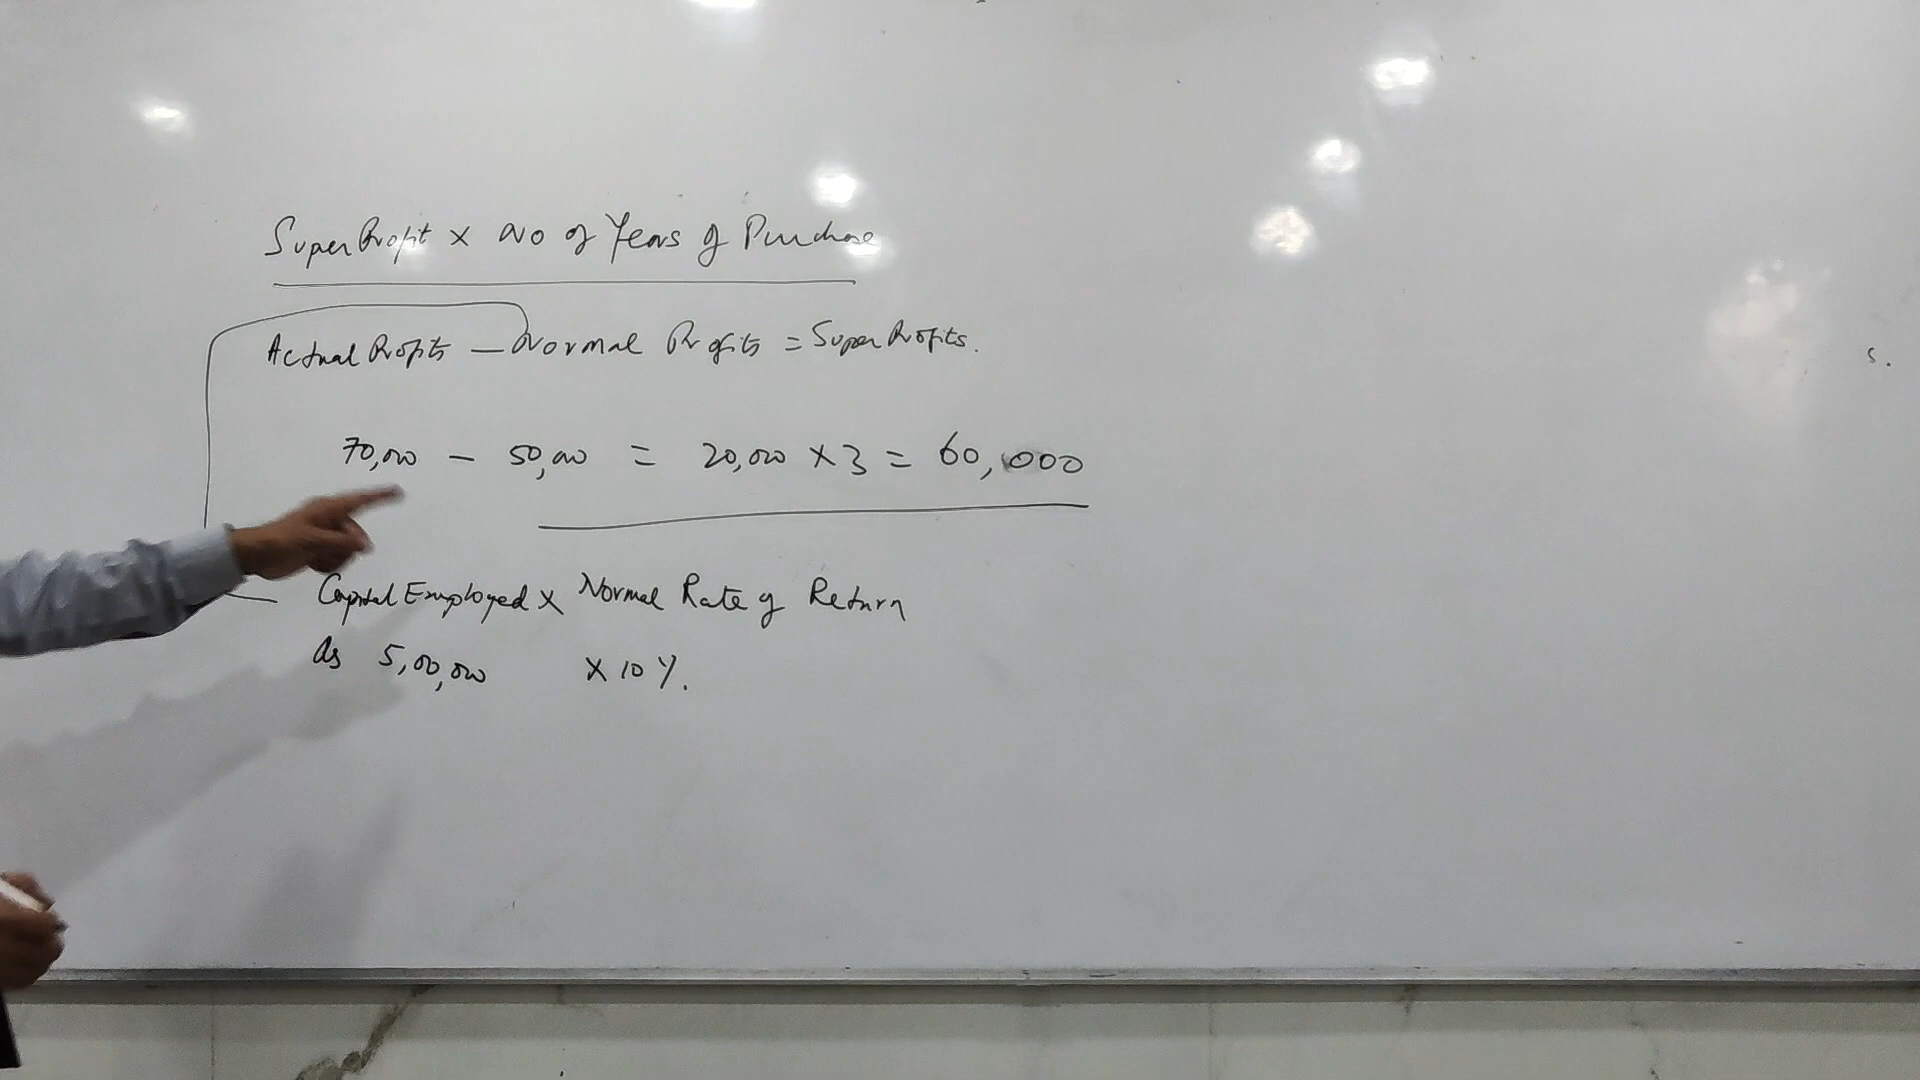 Super Profit × No of Years of Purchase
Actual Profits — Normal Profits = Super Profits.
70,000 — 50,000 = 20,000 × 3 = 60,000
Capital Employed × Normal Rate of Return
As 5,00,000 × 10 %.
s.